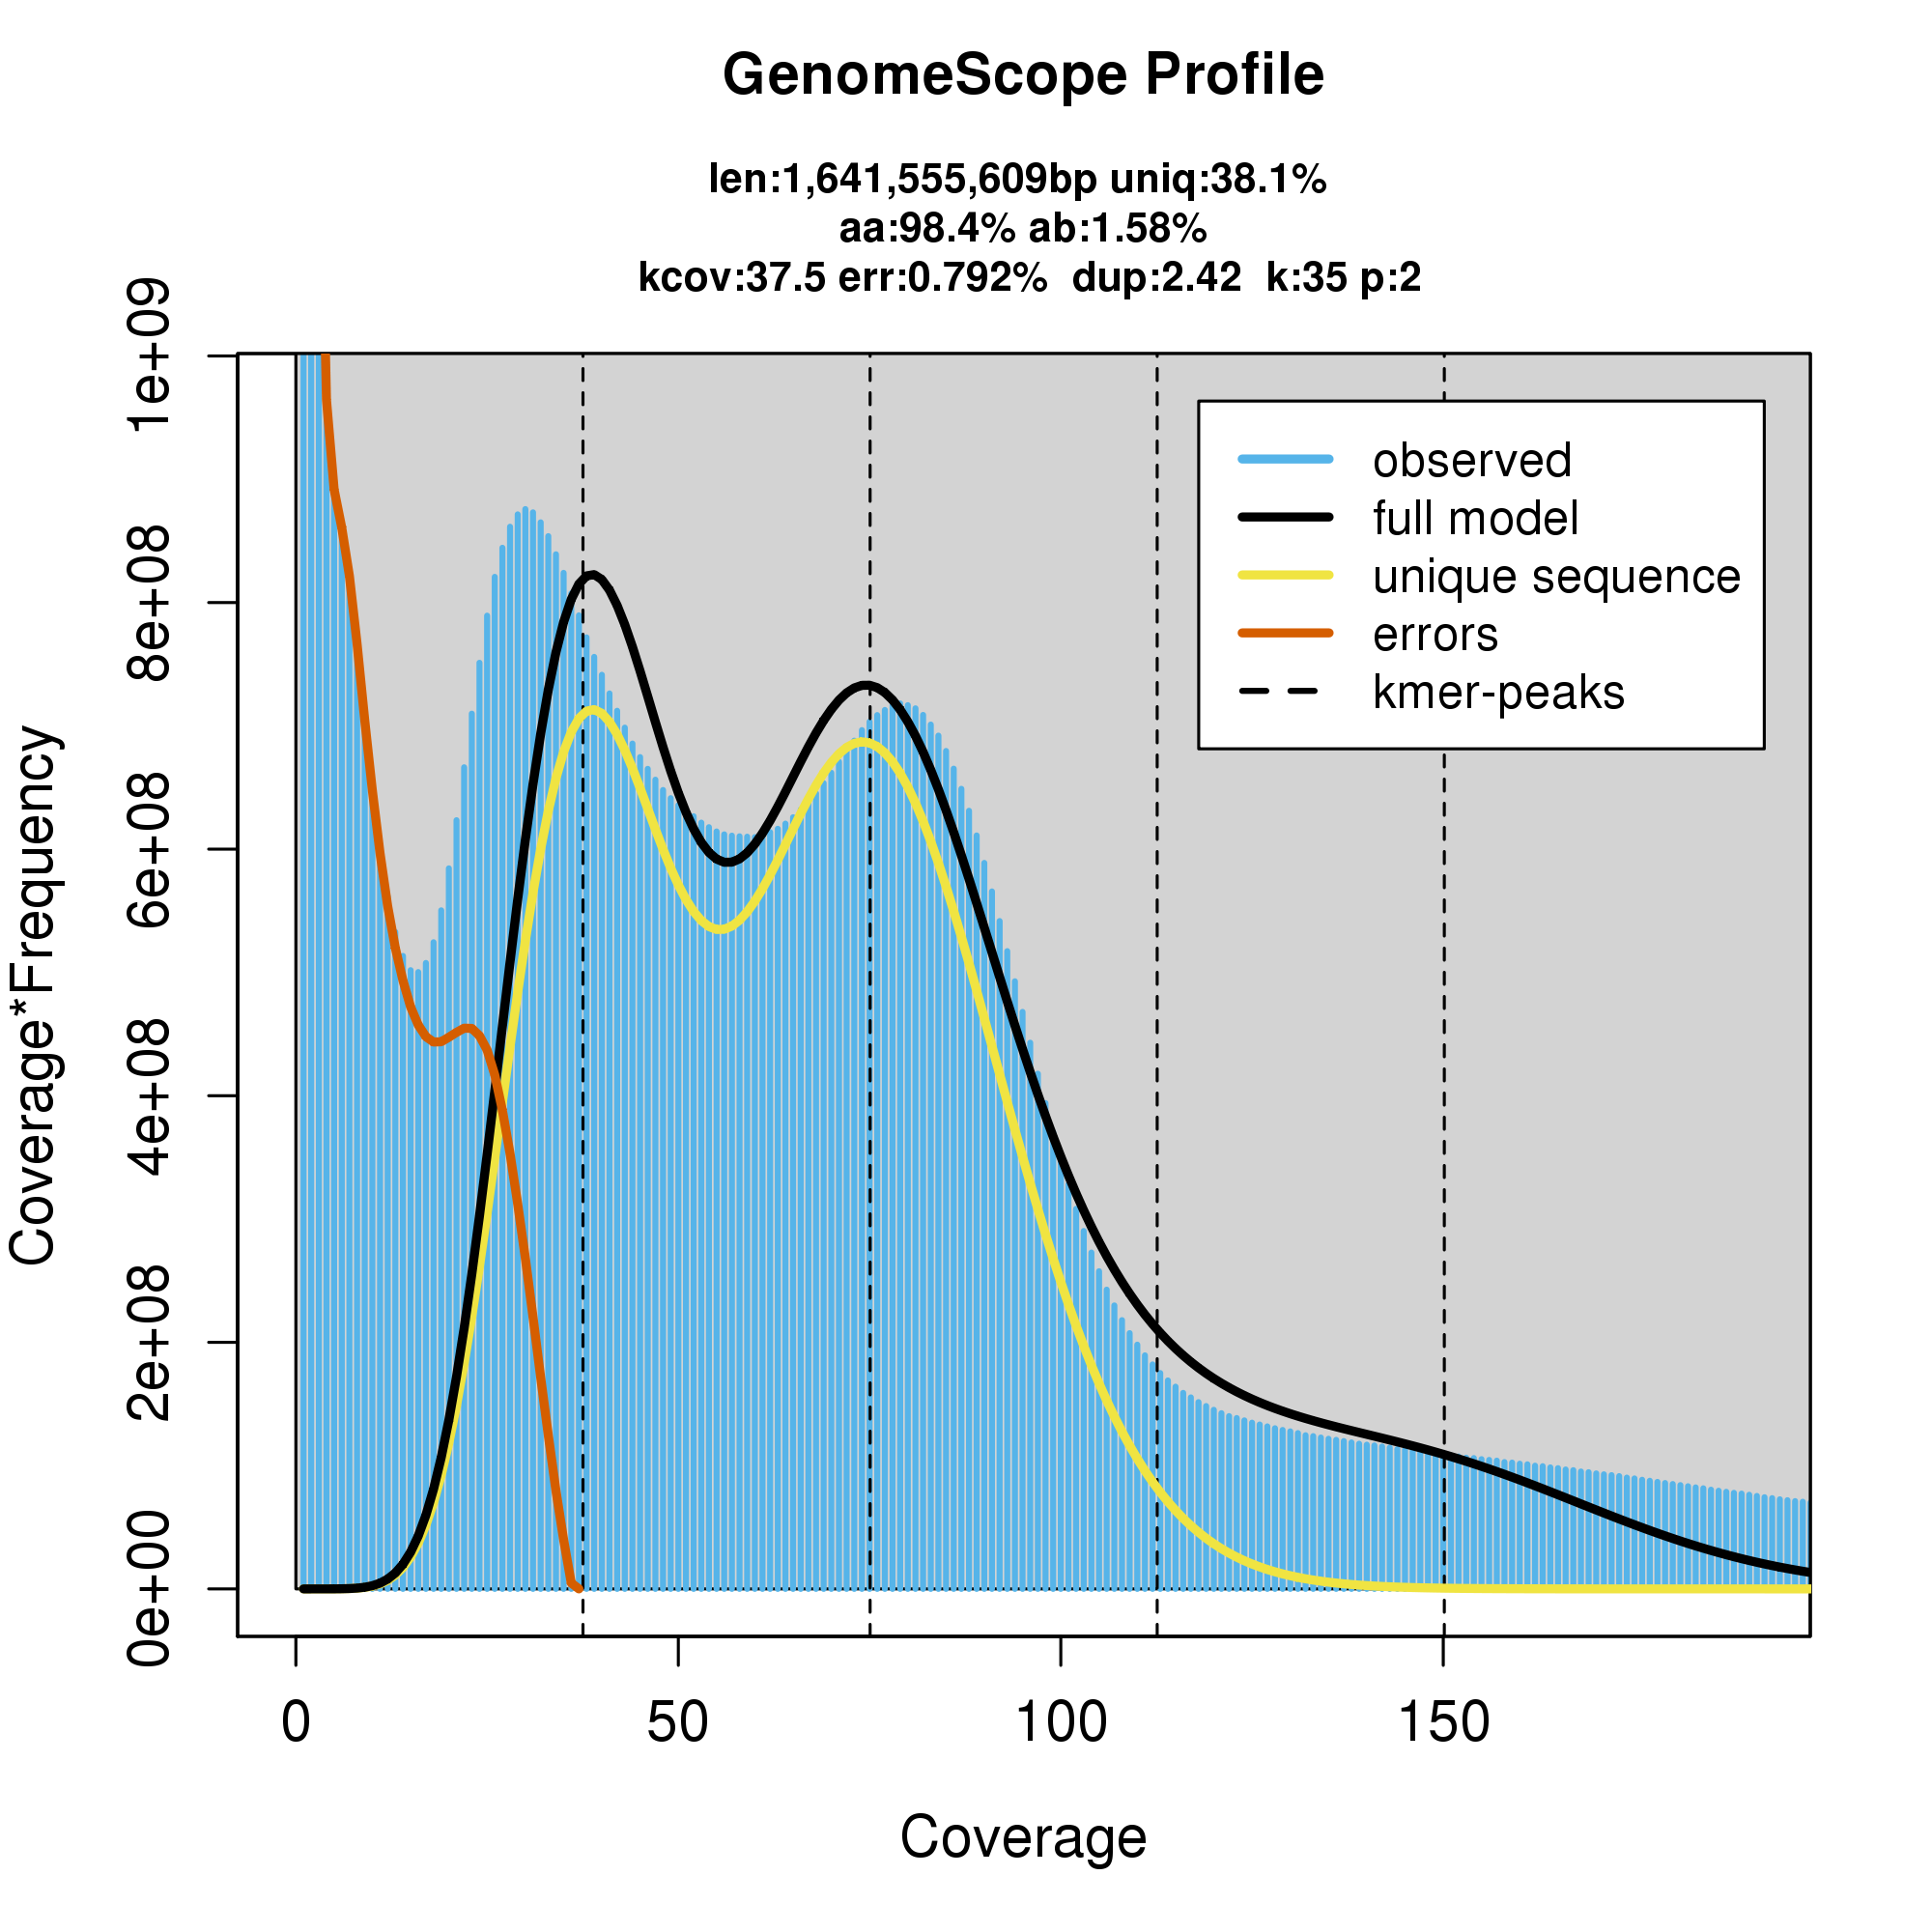 GenomeScope Profile
len:1,641,555,609bp uniq:38.1%
aa:98.4% ab:1.58%
kcov:37.5 err:0.792%  dup:2.42  k:35 p:2
1e+09
8e+08
6e+08
4e+08
2e+08
0e+00
Coverage*Frequency
observed
full model
unique sequence
errors
kmer-peaks
0
50
100
150
Coverage